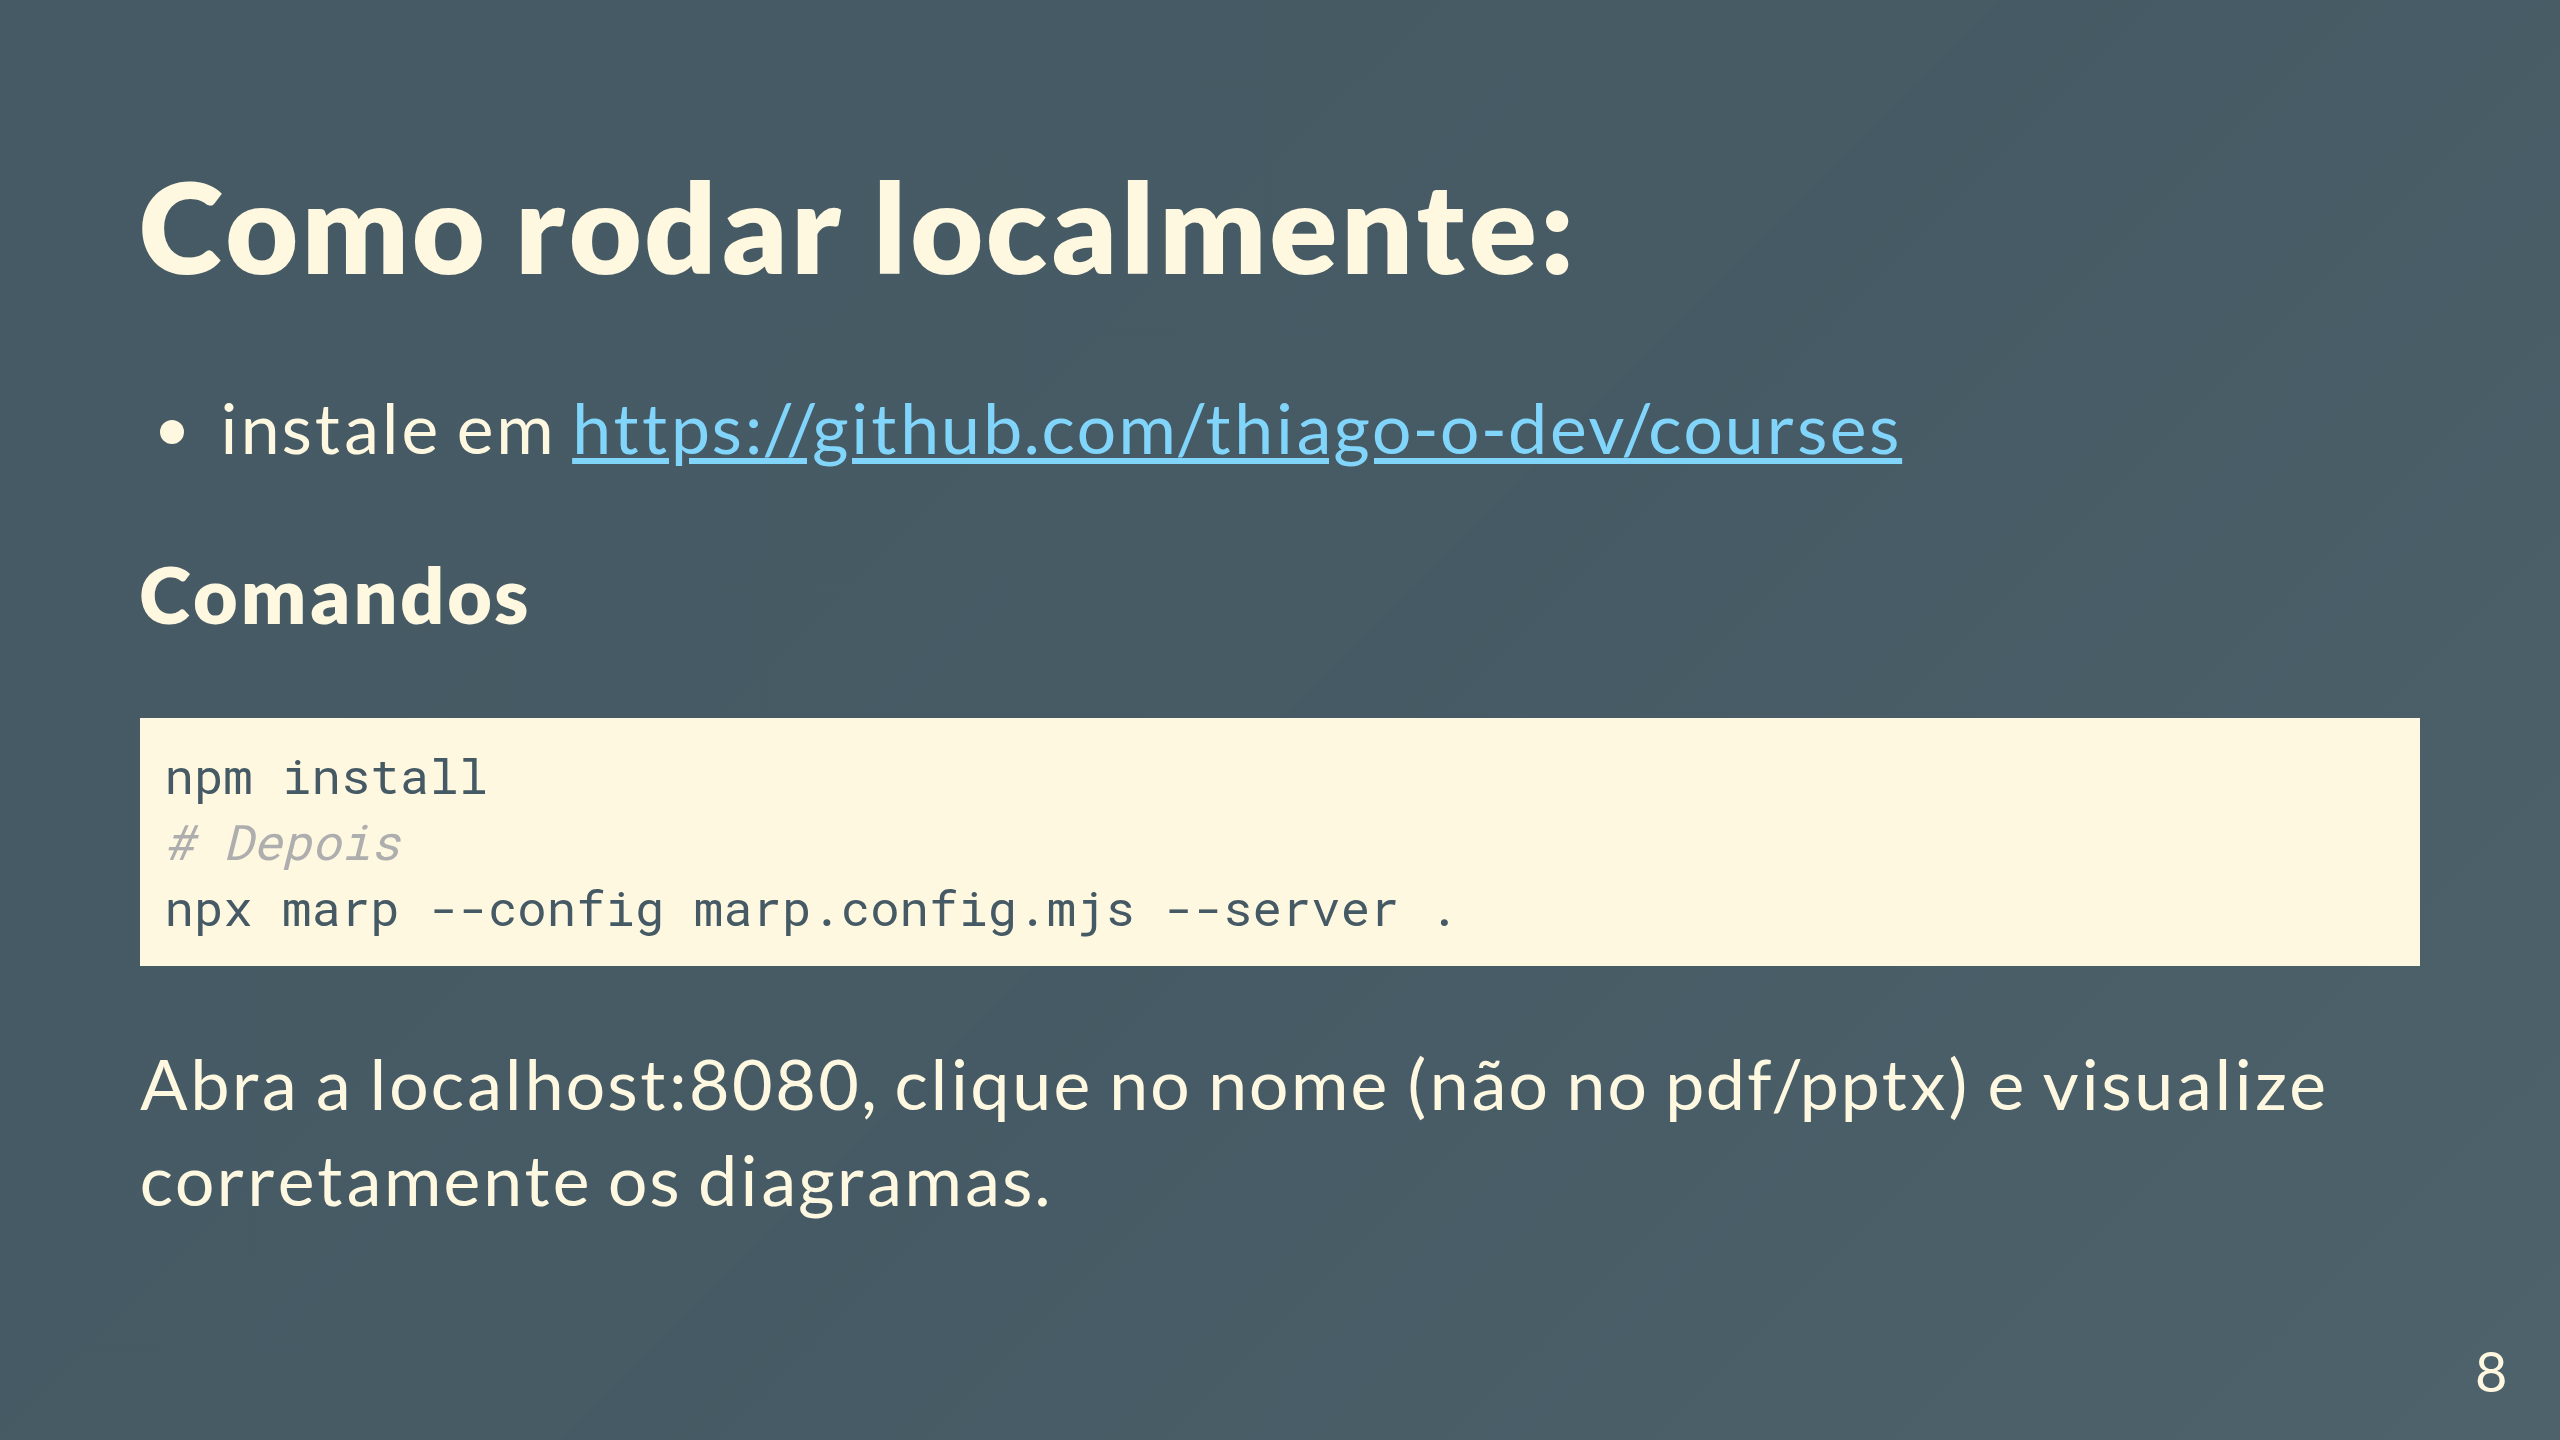 Como rodar localmente:
• instale em https://github.com/thiago-o-dev/courses
Comandos
npm install
# Depois
npx marp --config marp.config.mjs --server .
Abra a localhost:8080, clique no nome (não no pdf/pptx) e visualize
corretamente os diagramas.
8